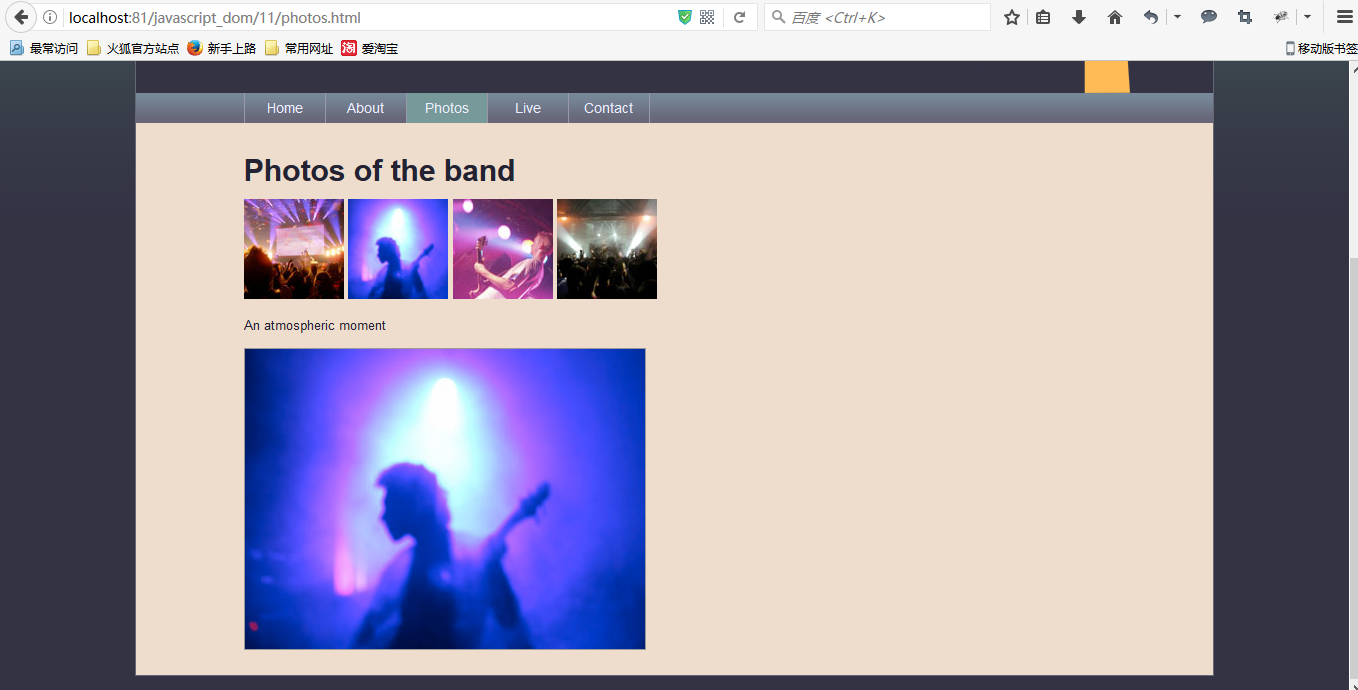 localhost:81/javascript_dom/11/photos.html
百度 <Ctrl+K>
最常访问 火狐官方站点 新手上路 常用网址 淘 爱淘宝 移动版书签
Home About Photos Live Contact
Photos of the band
An atmospheric moment